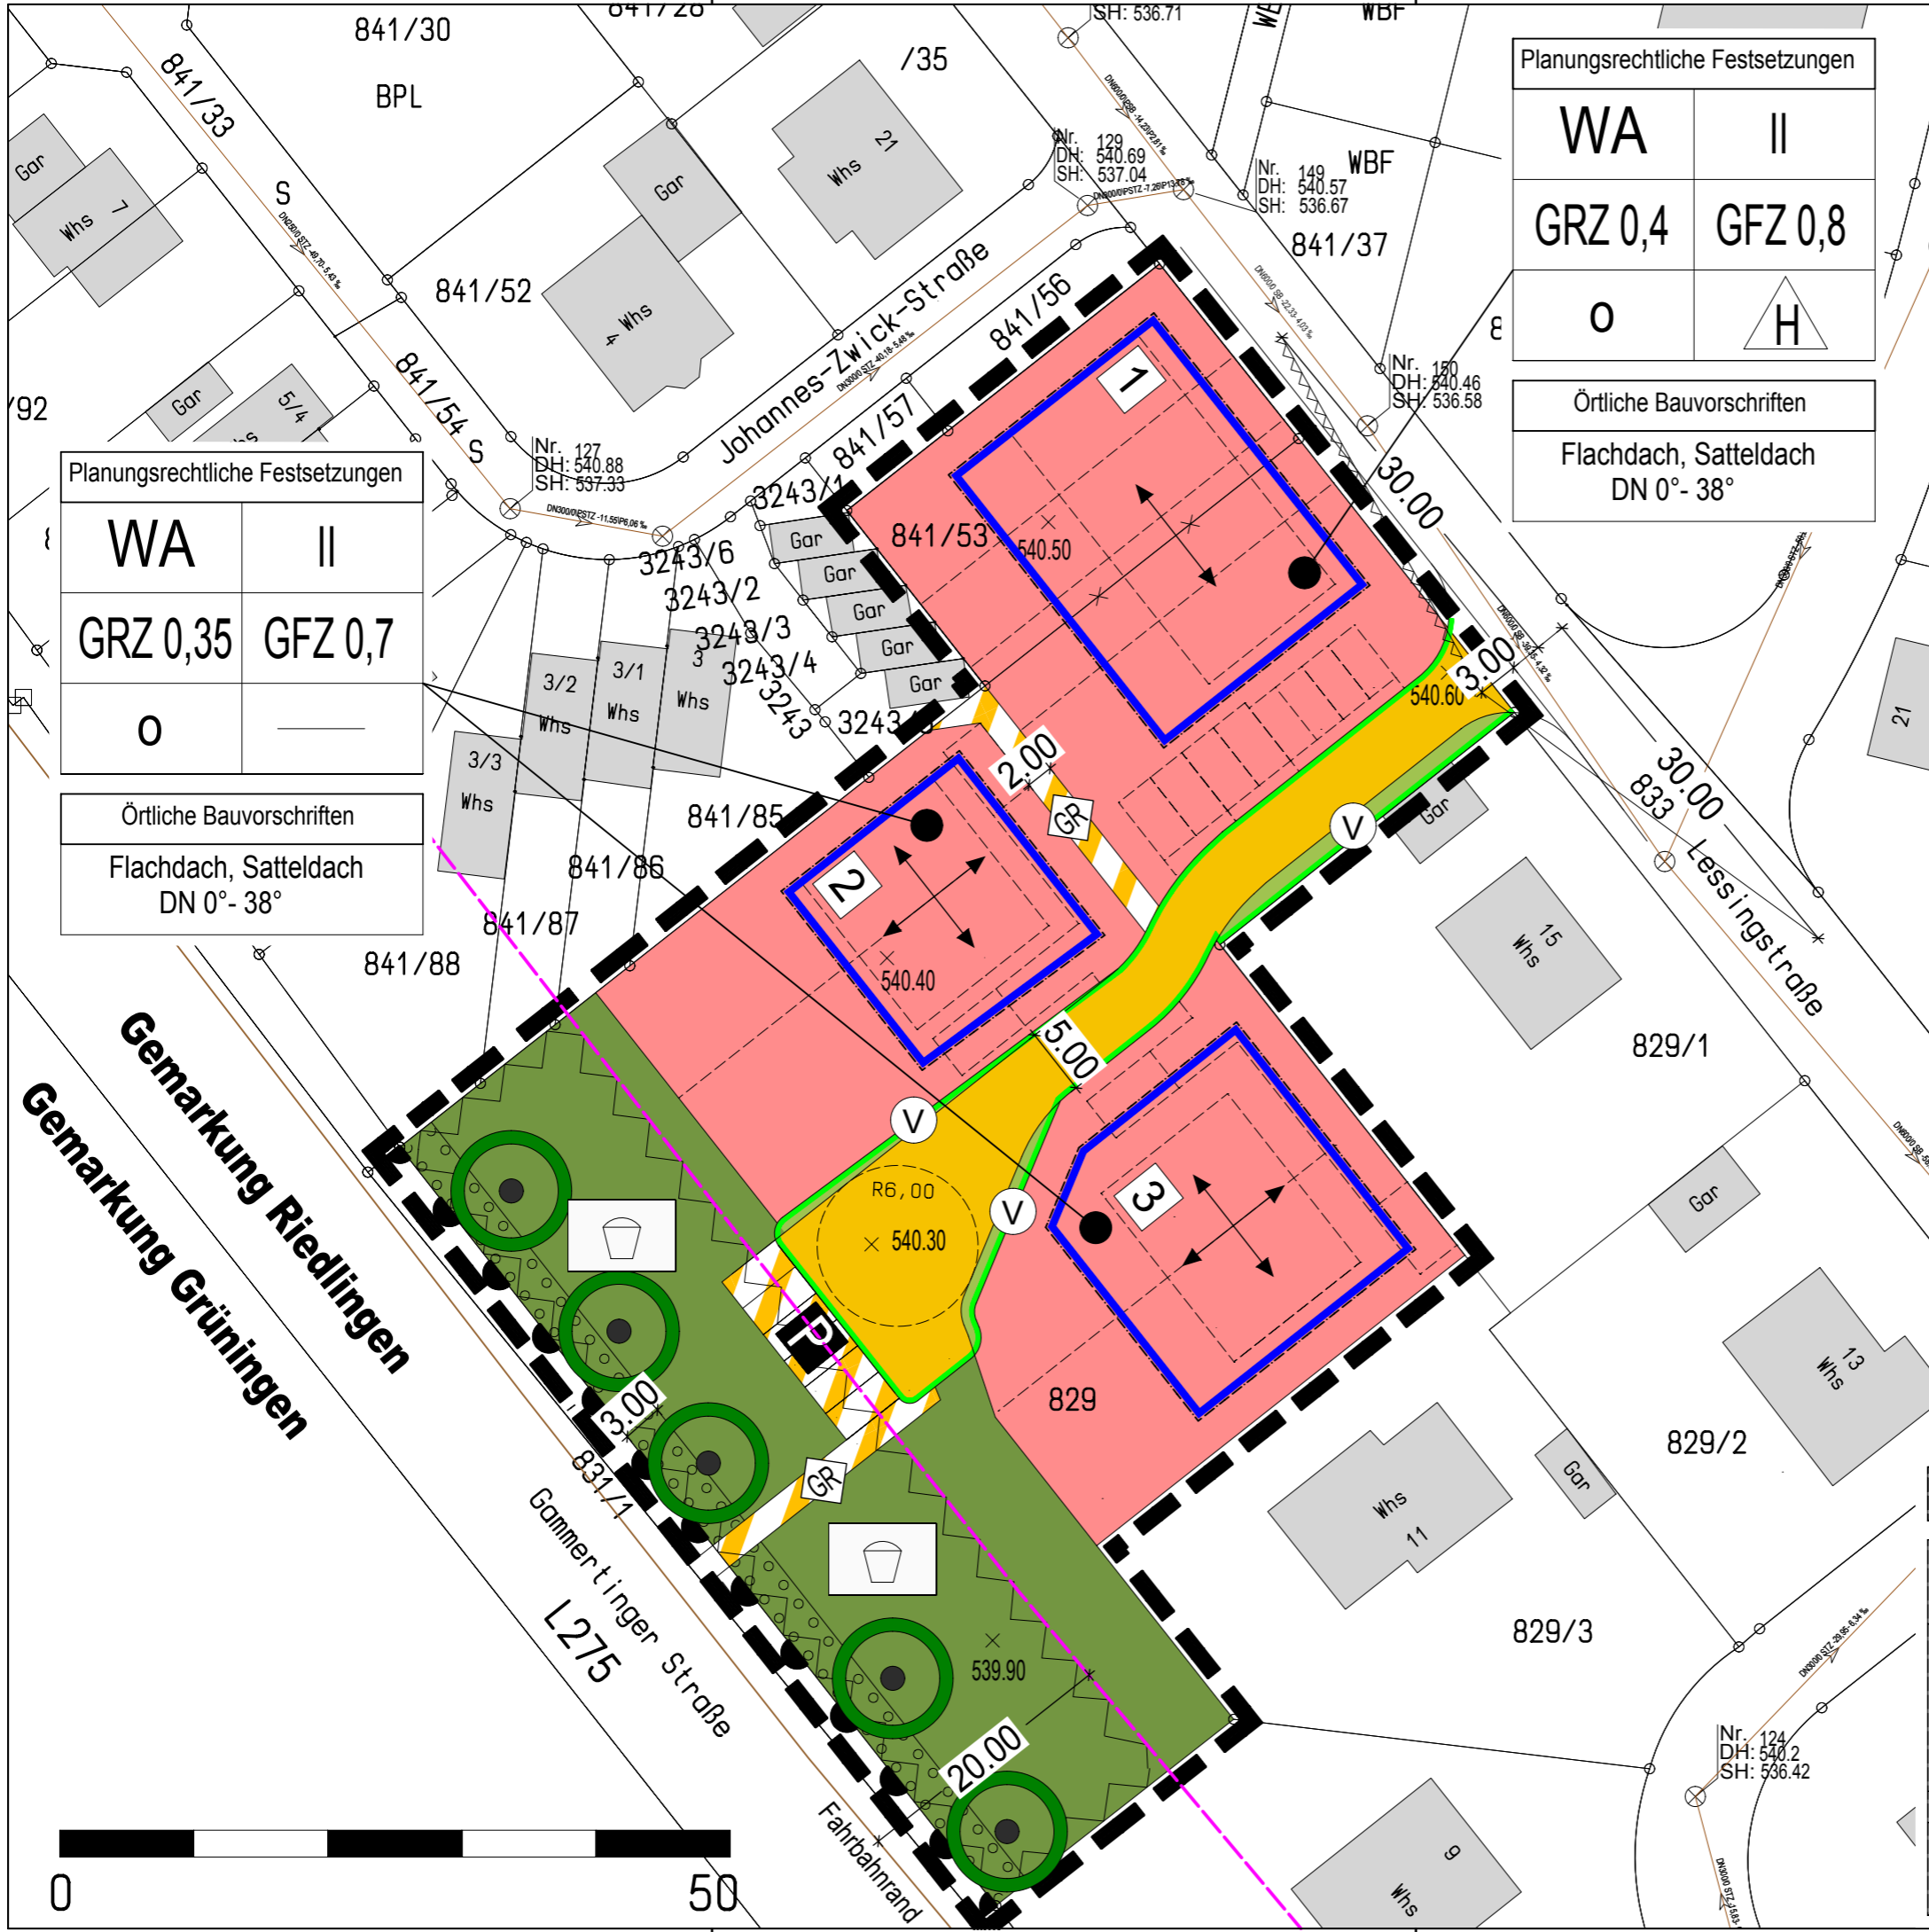 841/30
841/28
/35
SH: 536.71
WBF
841/33
BPL
Gar
Whs 7
S
Gar
Whs 21
Nr. 129
DH: 540.69
SH: 537.04
Nr. 149
DH: 540.57
SH: 536.67
WBF
841/37
Planungsrechtliche Festsetzungen
WA II
GRZ 0,4 GFZ 0,8
o H
Örtliche Bauvorschriften
Flachdach, Satteldach
DN 0°- 38°
841/52
4 Whs
Johannes-Zwick-Straße
841/56
841/57
841/54
S
/92
Gar
5/4
Nr. 150
DH: 540.46
SH: 536.58
Nr. 127
DH: 540.88
SH: 537.33
Planungsrechtliche Festsetzungen
WA II
GRZ 0,35 GFZ 0,7
o
Örtliche Bauvorschriften
Flachdach, Satteldach
DN 0°- 38°
3243/1
3243/6
3243/2
3243/3
3243/4
3243
Gar
Gar
Gar
Gar
Gar
841/53
540.50
1
30.00
3.00
540.60
3/3
Whs
3/2
Whs
3/1
Whs
3
Whs
841/85
841/86
841/87
841/88
2.00
GR
2
540.40
V
Gar
30.00
833
Lessingstraße
21
15
Whs
829/1
5.00
V
R6,00
540.30
V
3
829
P
GR
Gemarkung Riedlingen
Gemarkung Grüningen
3.00
831/1
Gammertinger Straße
L275
539.90
20.00
Fahrbahnrand
Gar
13
Whs
829/2
Gar
Whs
11
829/3
Nr. 124
DH: 540.2
SH: 536.42
9
Whs
0 50